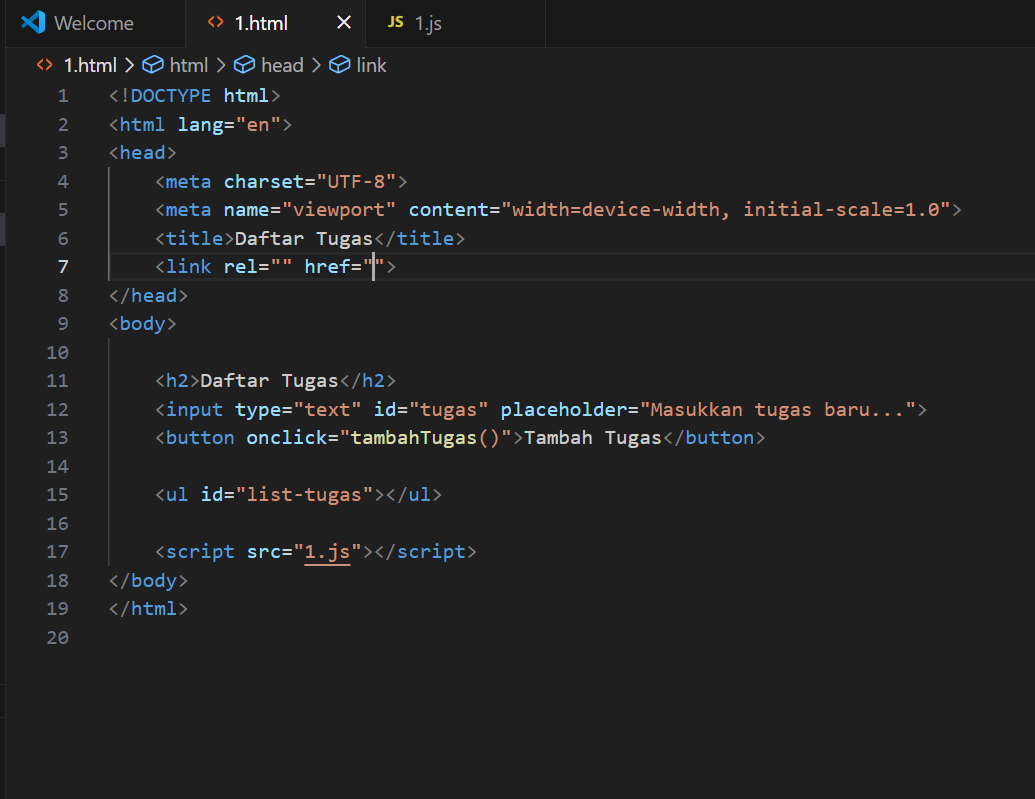 Welcome 1.html JS 1.js
1.html > html > head > link
1 <!DOCTYPE html>
2 <html lang="en">
3 <head>
4     <meta charset="UTF-8">
5     <meta name="viewport" content="width=device-width, initial-scale=1.0">
6     <title>Daftar Tugas</title>
7     <link rel="" href="">
8 </head>
9 <body>
10
11     <h2>Daftar Tugas</h2>
12     <input type="text" id="tugas" placeholder="Masukkan tugas baru...">
13     <button onclick="tambahTugas()">Tambah Tugas</button>
14
15     <ul id="list-tugas"></ul>
16
17     <script src="1.js"></script>
18 </body>
19 </html>
20